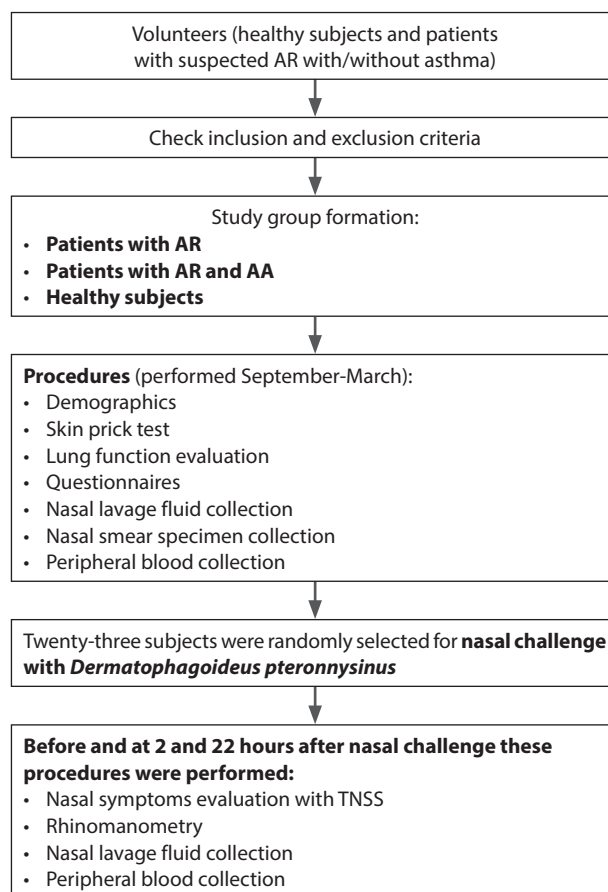 Volunteers (healthy subjects and patients
with suspected AR with/without asthma)
Check inclusion and exclusion criteria
Study group formation:
• Patients with AR
• Patients with AR and AA
• Healthy subjects
Procedures (performed September-March):
• Demographics
• Skin prick test
• Lung function evaluation
• Questionnaires
• Nasal lavage fluid collection
• Nasal smear specimen collection
• Peripheral blood collection
Twenty-three subjects were randomly selected for nasal challenge
with Dermatophagoideus pteronnysinus
Before and at 2 and 22 hours after nasal challenge these
procedures were performed:
• Nasal symptoms evaluation with TNSS
• Rhinomanometry
• Nasal lavage fluid collection
• Peripheral blood collection